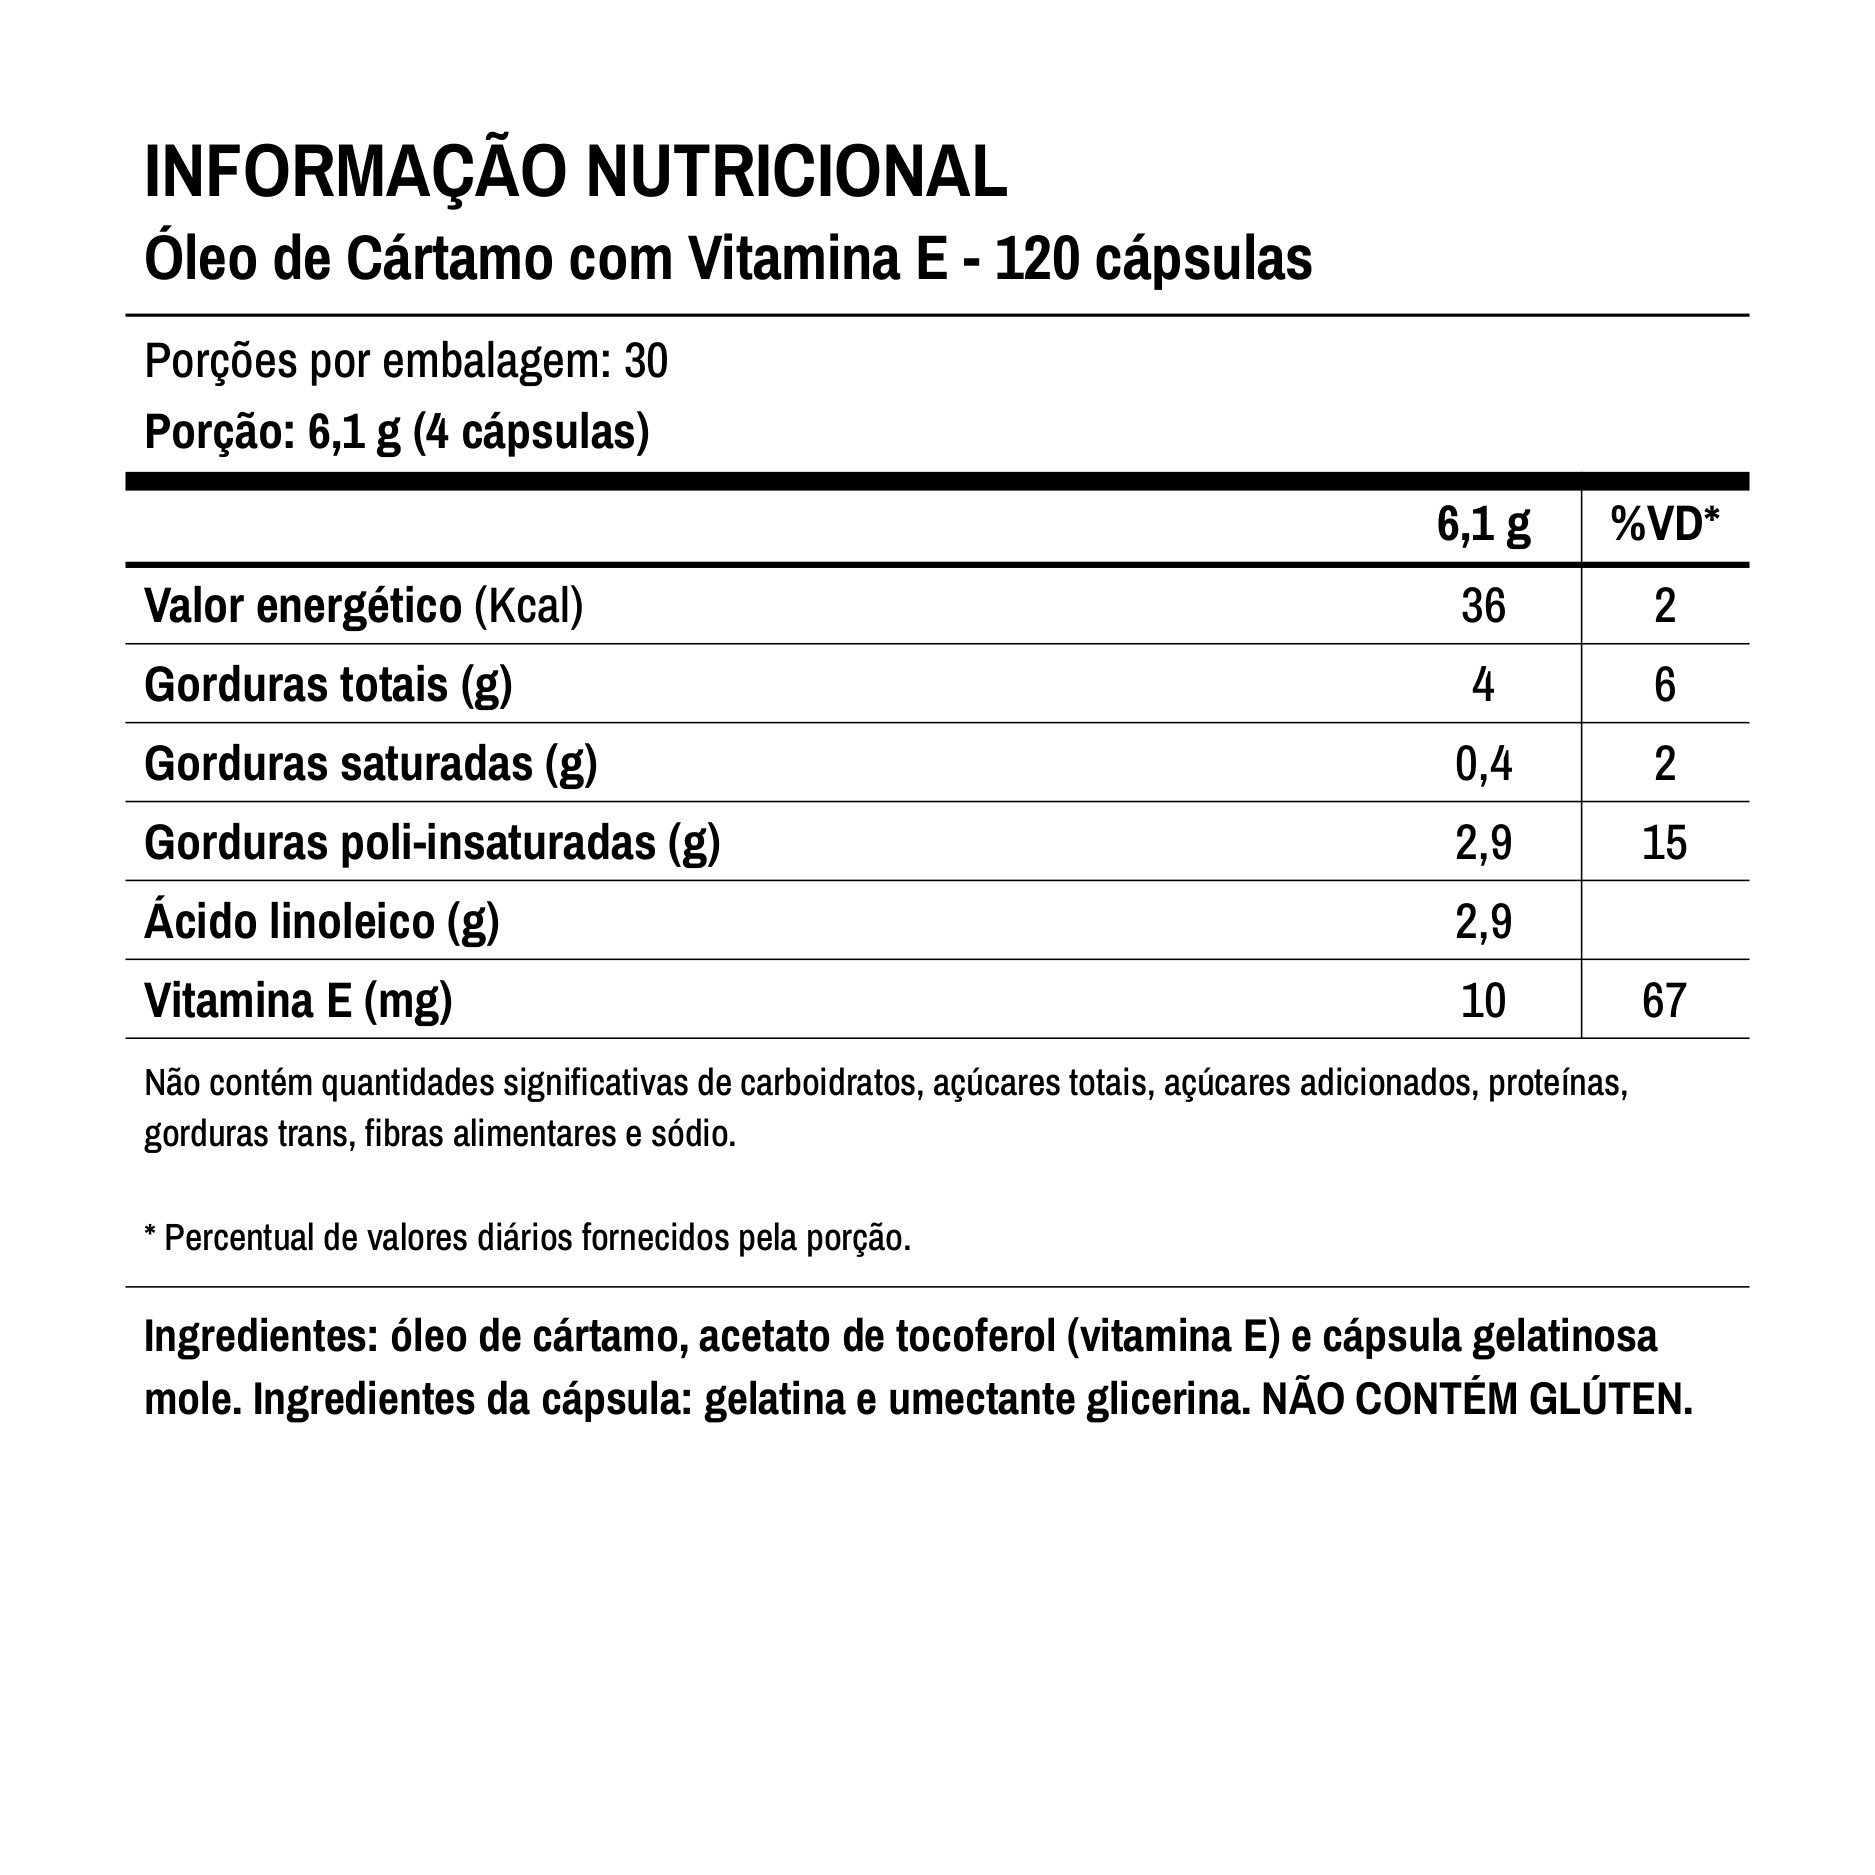 INFORMAÇÃO NUTRICIONAL
Óleo de Cártamo com Vitamina E - 120 cápsulas
Porções por embalagem: 30
Porção: 6,1 g (4 cápsulas)
6,1 g %VD*
Valor energético (Kcal) 36 2
Gorduras totais (g) 4 6
Gorduras saturadas (g) 0,4 2
Gorduras poli-insaturadas (g) 2,9 15
Ácido linoleico (g) 2,9
Vitamina E (mg) 10 67
Não contém quantidades significativas de carboidratos, açúcares totais, açúcares adicionados, proteínas,
gorduras trans, fibras alimentares e sódio.
* Percentual de valores diários fornecidos pela porção.
Ingredientes: óleo de cártamo, acetato de tocoferol (vitamina E) e cápsula gelatinosa
mole. Ingredientes da cápsula: gelatina e umectante glicerina. NÃO CONTÉM GLÚTEN.